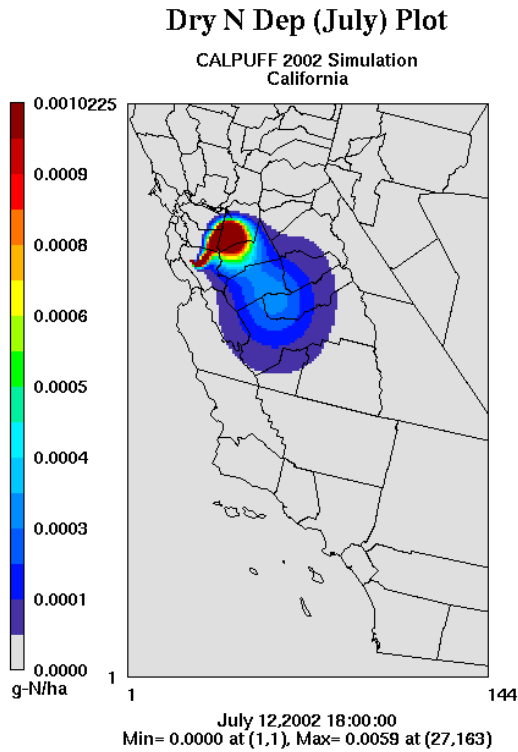 Dry N Dep (July) Plot
CALPUFF 2002 Simulation
California
0.0010225
0.0009
0.0008
0.0006
0.0005
0.0004
0.0003
0.0001
0.0000
g-N/ha
1
1
144
July 12,2002 18:00:00
Min= 0.0000 at (1,1), Max= 0.0059 at (27,163)